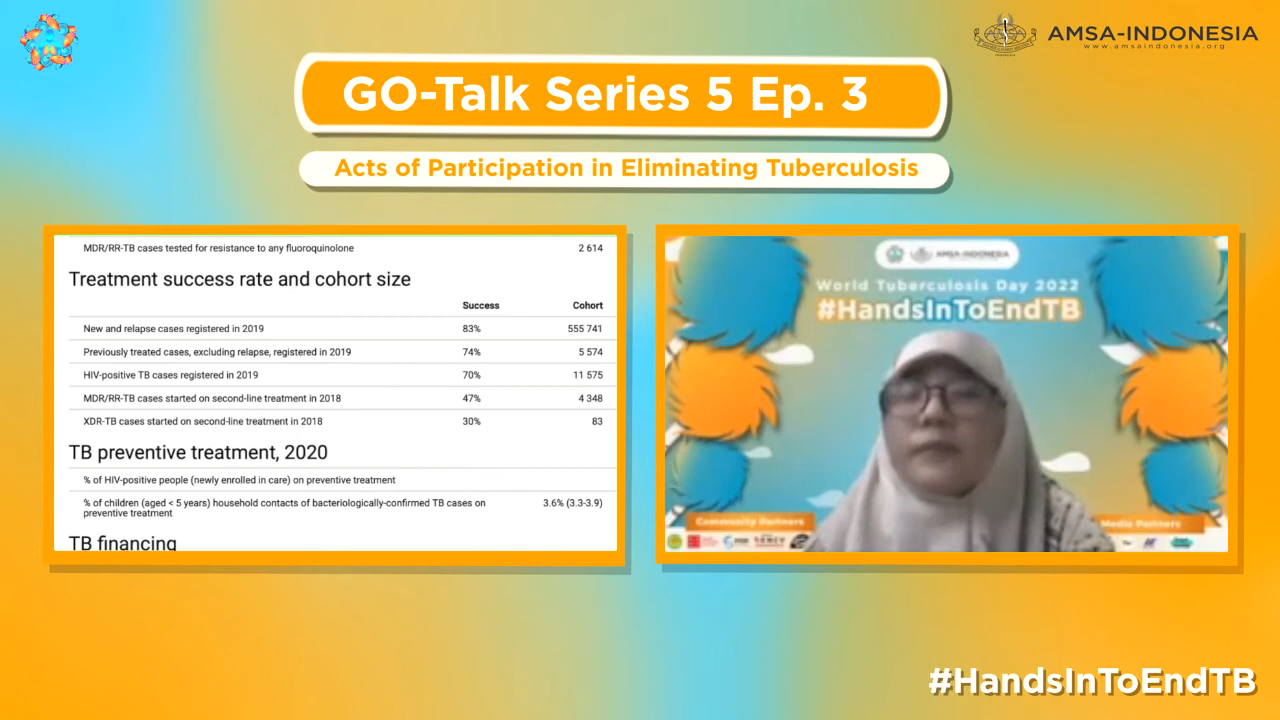 AMSA-INDONESIA
www.amsaindonesia.org
GO-Talk Series 5 Ep. 3
Acts of Participation in Eliminating Tuberculosis
MDR/RR-TB cases tested for resistance to any fluoroquinolone 2 614
Treatment success rate and cohort size
Success Cohort
New and relapse cases registered in 2019 83% 555 741
Previously treated cases, excluding relapse, registered in 2019 74% 5 574
HIV-positive TB cases registered in 2019 70% 11 575
MDR/RR-TB cases started on second-line treatment in 2018 47% 4 348
XDR-TB cases started on second-line treatment in 2018 30% 83
TB preventive treatment, 2020
% of HIV-positive people (newly enrolled in care) on preventive treatment
% of children (aged < 5 years) household contacts of bacteriologically-confirmed TB cases on 3.6% (3.3-3.9)
preventive treatment
TB financing
AMSA-INDONESIA
World Tuberculosis Day 2022
#HandsInToEndTB
Community Partners
Media Partners
#HandsInToEndTB